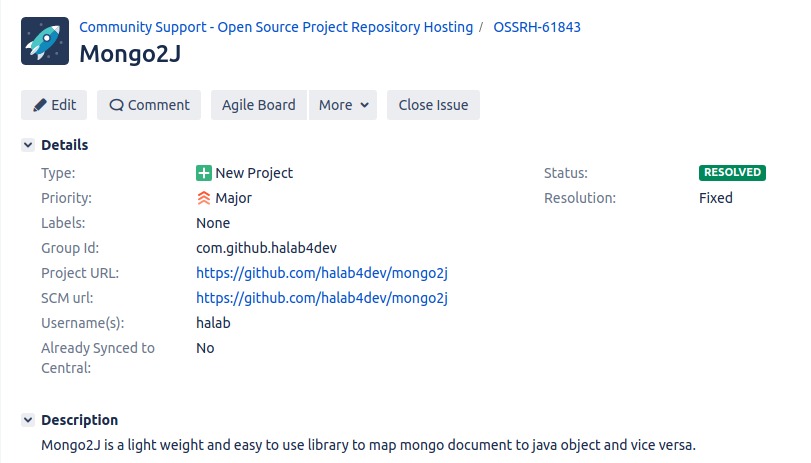 Community Support - Open Source Project Repository Hosting / OSSRH-61843
Mongo2J
Edit Comment Agile Board More Close Issue
Details
Type: New Project Status: RESOLVED
Priority: Major Resolution: Fixed
Labels: None
Group Id: com.github.halab4dev
Project URL: https://github.com/halab4dev/mongo2j
SCM url: https://github.com/halab4dev/mongo2j
Username(s): halab
Already Synced to No
Central:
Description
Mongo2J is a light weight and easy to use library to map mongo document to java object and vice versa.